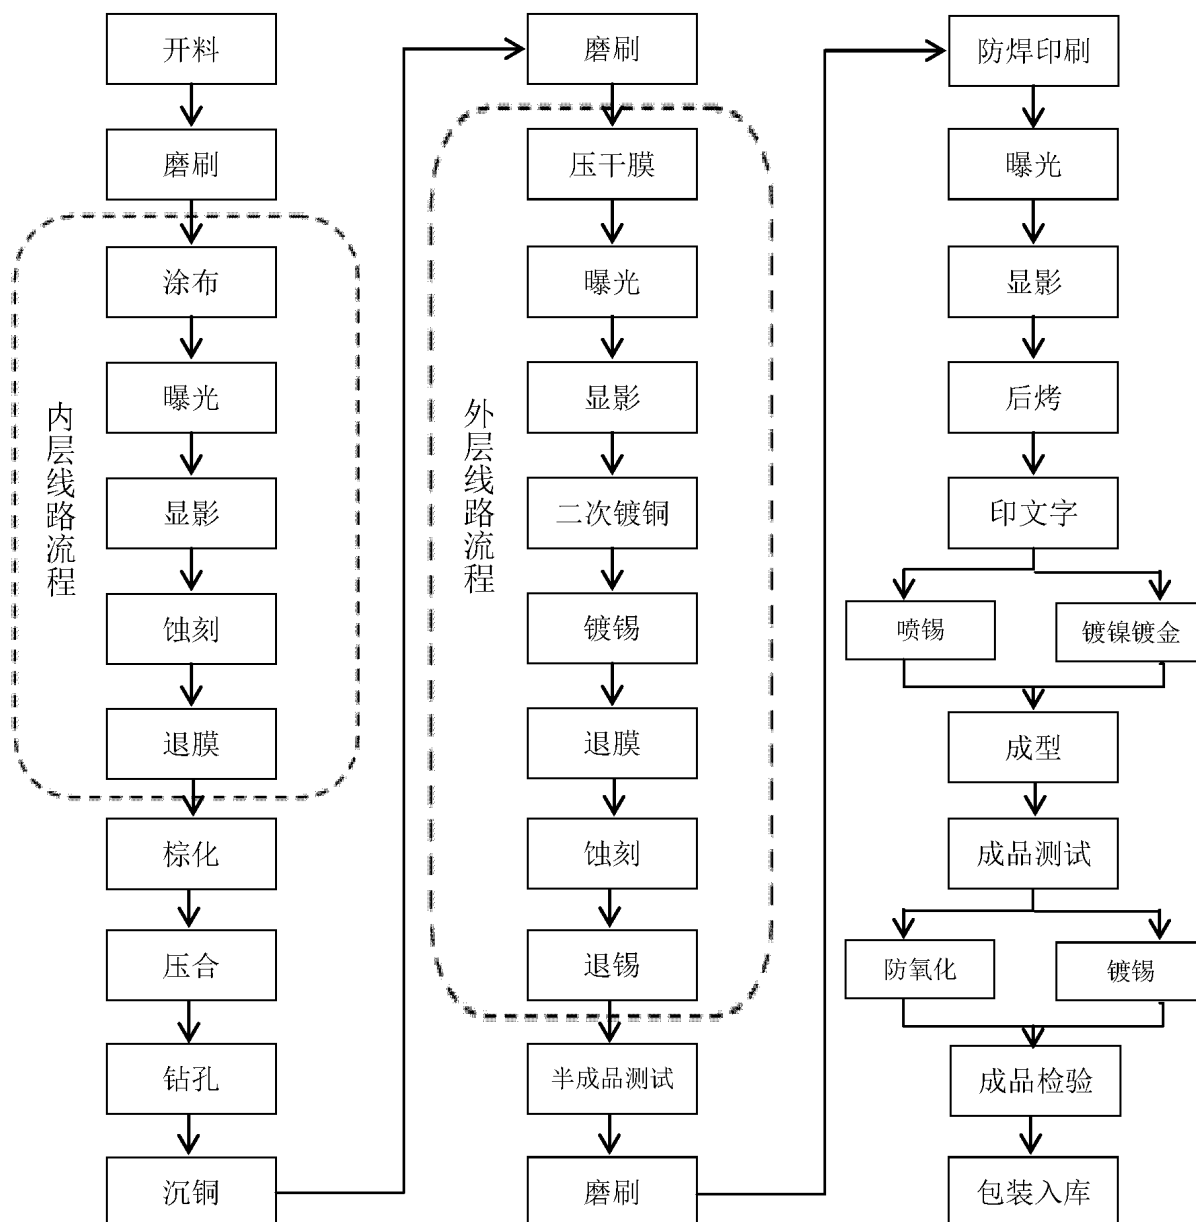 开料
磨刷
涂布
曝光
显影
蚀刻
退膜
内层线路流程
棕化
压合
钻孔
沉铜
磨刷
压干膜
曝光
显影
二次镀铜
镀锡
退膜
蚀刻
退锡
外层线路流程
半成品测试
磨刷
防焊印刷
曝光
显影
后烤
印文字
喷锡
镀镍镀金
成型
成品测试
防氧化
镀锡
成品检验
包装入库